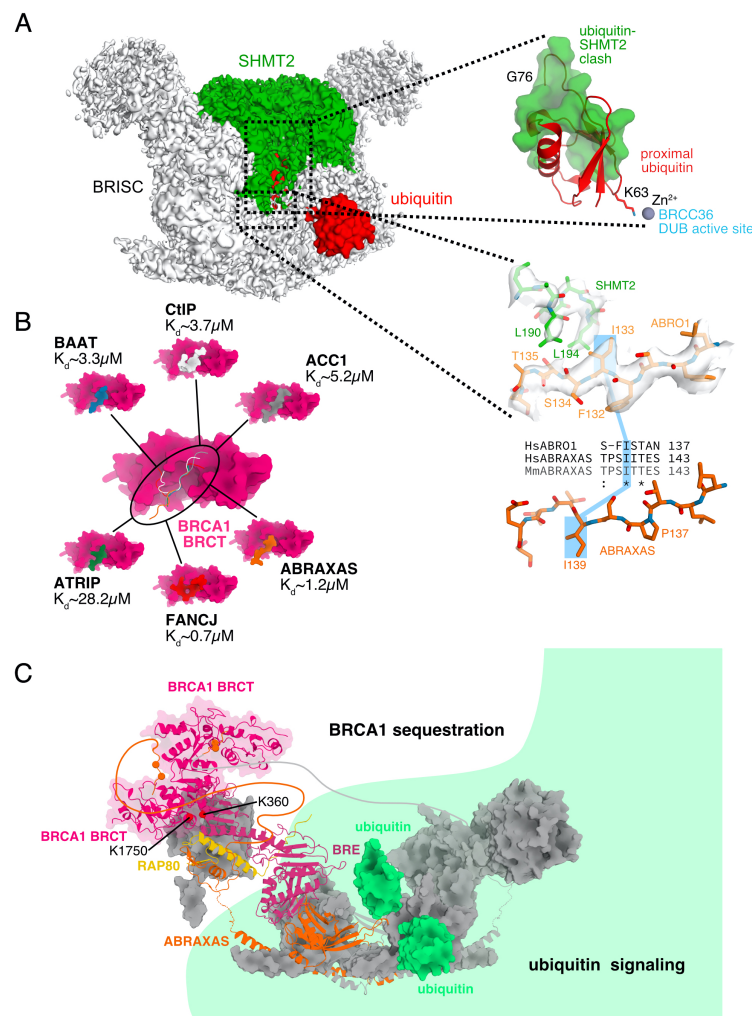 A
SHMT2
BRISC
ubiquitin
ubiquitin-
SHMT2
clash
G76
proximal
ubiquitin
K63
Zn2+
BRCC36
DUB active site
SHMT2
L190
L194
I133
ABRO1
T135
S134
F132
HsABRO1 S-FISTAN 137
HsABRAXAS TPSIITES 143
MmABRAXAS TPSITTES 143
: * *
P137
ABRAXAS
I139
B
CtIP
Kd~3.7μM
BAAT
Kd~3.3μM
ACC1
Kd~5.2μM
BRCA1
BRCT
ATRIP
Kd~28.2μM
ABRAXAS
Kd~1.2μM
FANCJ
Kd~0.7μM
C
BRCA1 BRCT
BRCA1 sequestration
K360
BRCA1 BRCT
K1750
RAP80
BRE
ubiquitin
ABRAXAS
ubiquitin
ubiquitin signaling